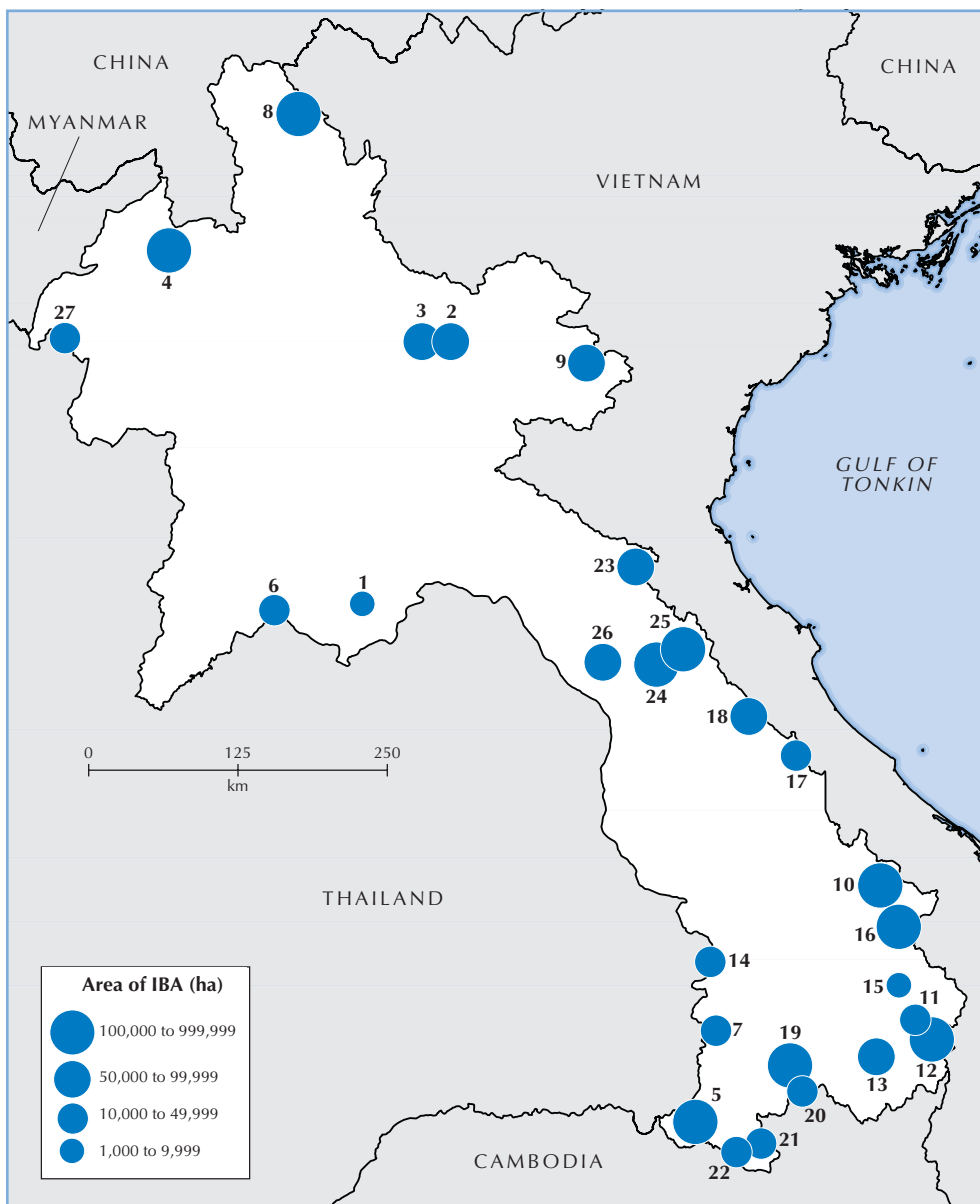 CHINA
CHINA
8
MYANMAR
VIETNAM
4
27
3
2
9
GULF OF
TONKIN
23
6
1
25
26
24
18
0
125
250
km
17
10
THAILAND
16
14
Area of IBA (ha)
100,000 to 999,999
50,000 to 99,999
10,000 to 49,999
1,000 to 9,999
15
11
7
19
12
13
5
20
21
22
CAMBODIA